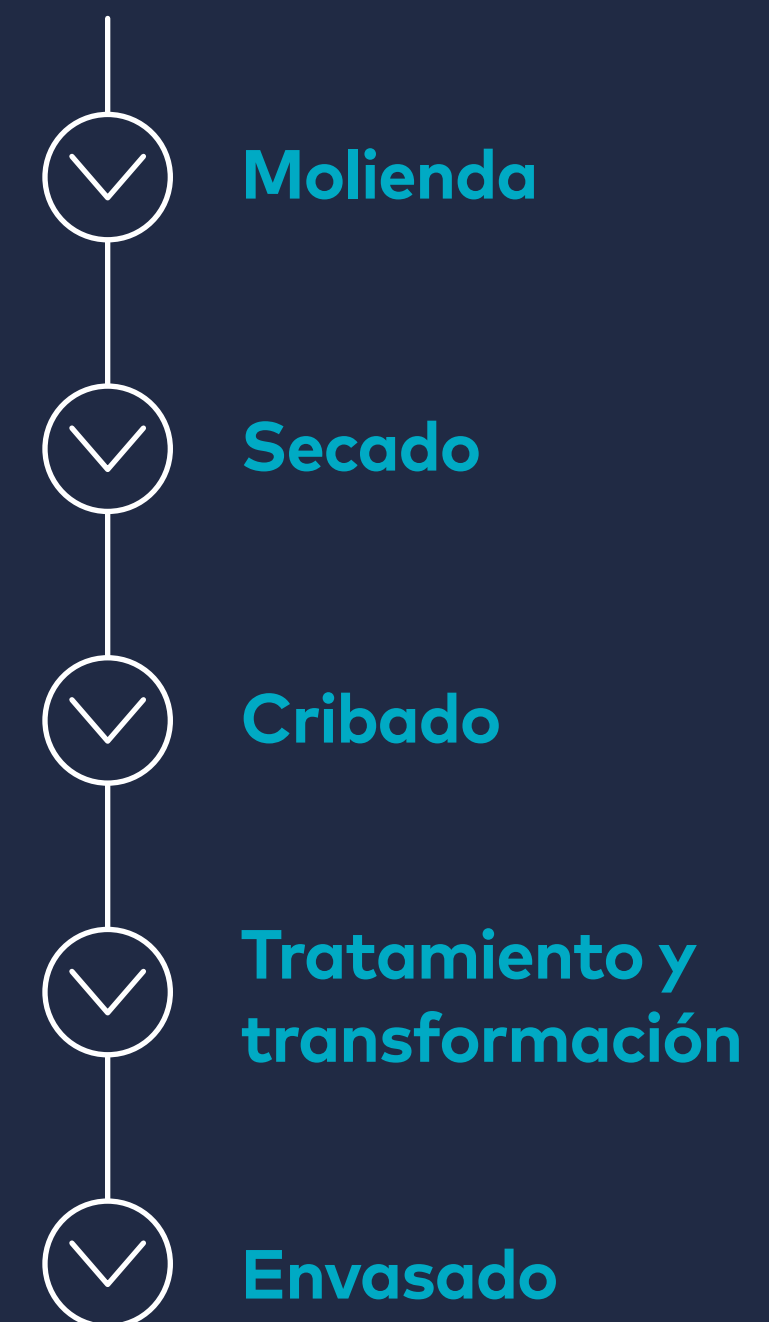 Molienda
Secado
Cribado
Tratamiento y
transformación
Envasado